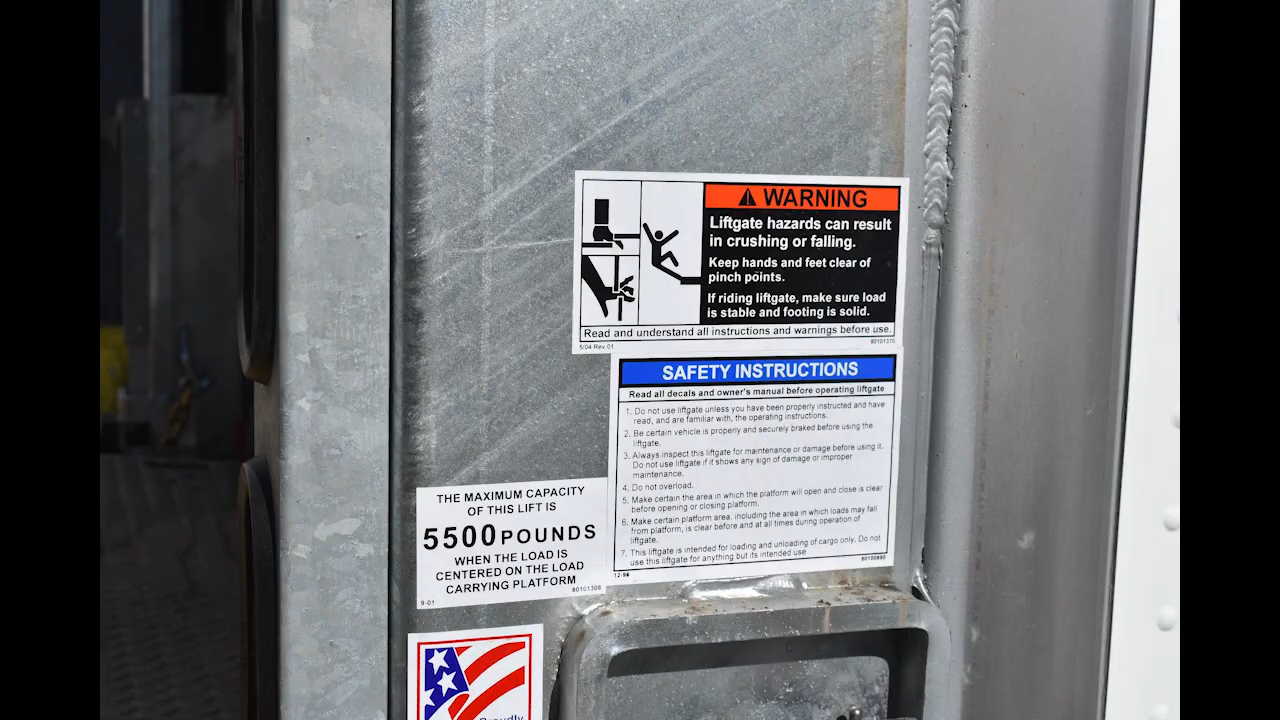 WARNING
Liftgate hazards can result
in crushing or falling.
Keep hands and feet clear of
pinch points.
If riding liftgate, make sure load
is stable and footing is solid.
Read and understand all instructions and warnings before use.
5/04 Rev 01
80101370
SAFETY INSTRUCTIONS
Read all decals and owner's manual before operating liftgate
1. Do not use liftgate unless you have been properly instructed and have
read, and are familiar with, the operating instructions.
2. Be certain vehicle is properly and securely braked before using the
liftgate.
3. Always inspect this liftgate for maintenance or damage before using it.
Do not use liftgate if it shows any sign of damage or improper
maintenance.
4. Do not overload.
5. Make certain the area in which the platform will open and close is clear
before opening or closing platform.
6. Make certain platform area, including the area in which loads may fall
from platform, is clear before and at all times during operation of
liftgate.
7. This liftgate is intended for loading and unloading of cargo only. Do not
use this liftgate for anything but its intended use
12-96
80100880
THE MAXIMUM CAPACITY
OF THIS LIFT IS
5500 POUNDS
WHEN THE LOAD IS
CENTERED ON THE LOAD
CARRYING PLATFORM
9-01
80101308
Proudly